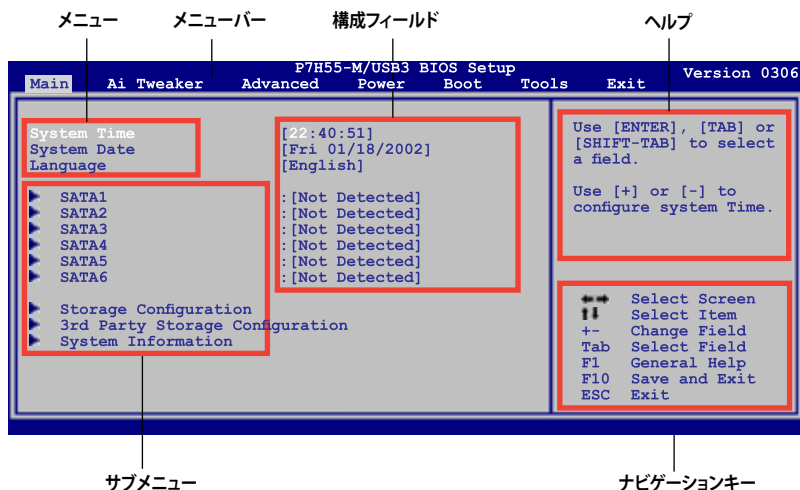 メニュー メニューバー 構成フィールド ヘルプ
P7H55-M/USB3 BIOS Setup Version 0306
Main Ai Tweaker Advanced Power Boot Tools Exit
System Time [22:40:51]
System Date [Fri 01/18/2002]
Language [English]
SATA1 :[Not Detected]
SATA2 :[Not Detected]
SATA3 :[Not Detected]
SATA4 :[Not Detected]
SATA5 :[Not Detected]
SATA6 :[Not Detected]
Storage Configuration
3rd Party Storage Configuration
System Information
Use [ENTER], [TAB] or
[SHIFT-TAB] to select
a field.
Use [+] or [-] to
configure system Time.
Select Screen
Select Item
+- Change Field
Tab Select Field
F1 General Help
F10 Save and Exit
ESC Exit
サブメニュー ナビゲーションキー